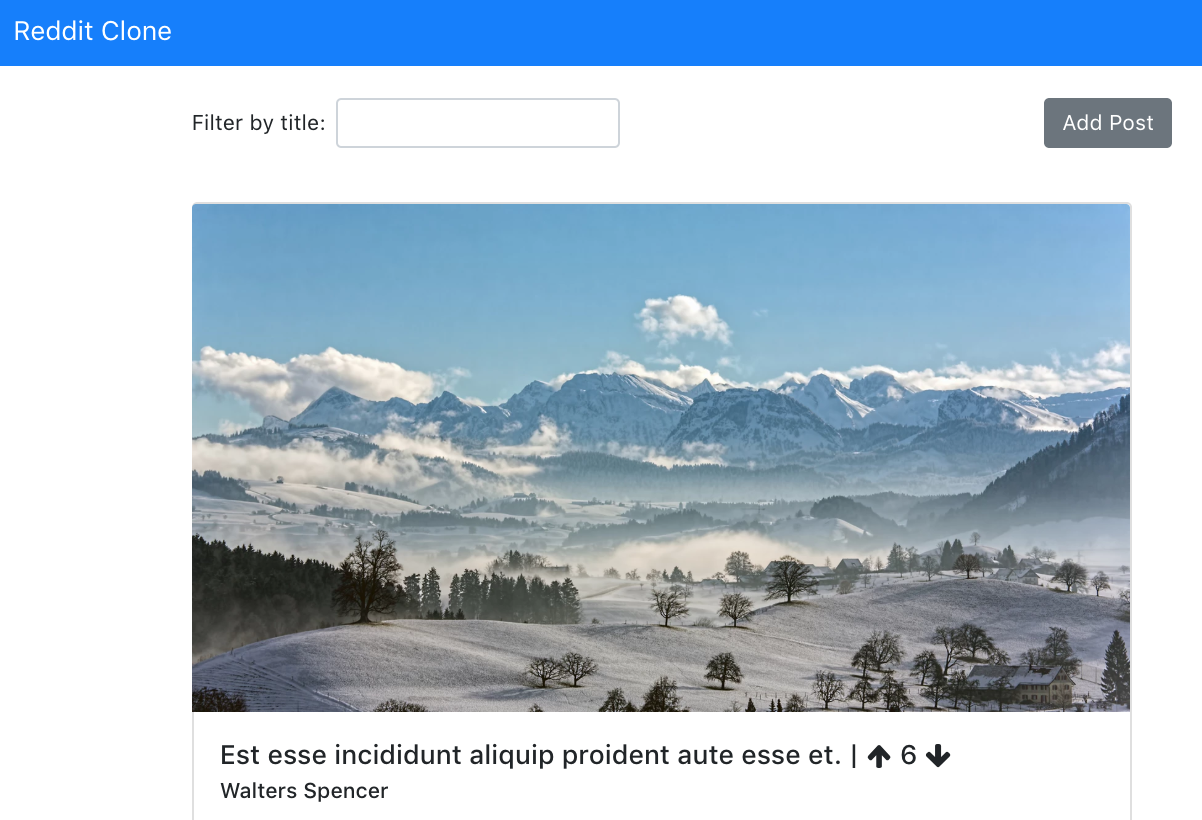 Reddit Clone
Filter by title:
Add Post
Est esse incididunt aliquip proident aute esse et. | 6
Walters Spencer